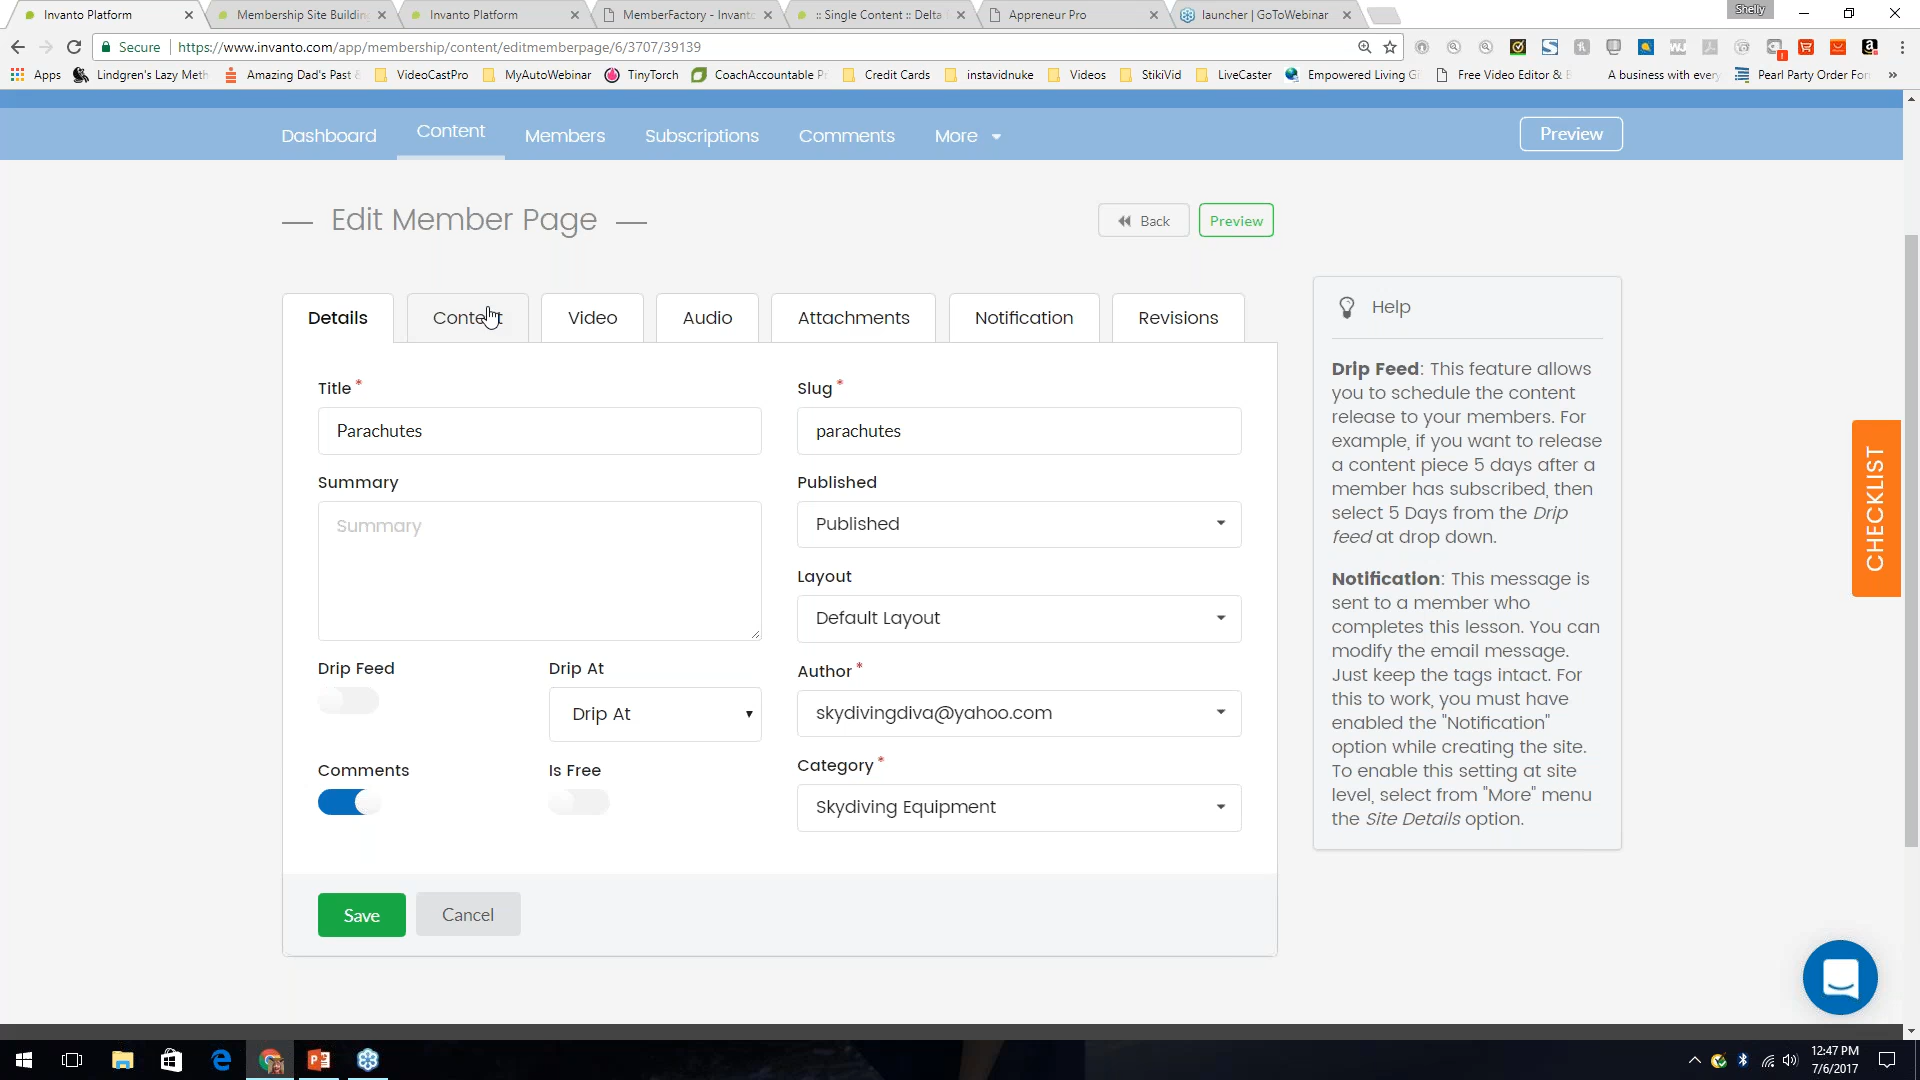 Invanto Platform
Membership Site Buildin
Invanto Platform
MemberFactory - Invant
:: Single Content :: Delta
Appreneur Pro
launcher | GoToWebinar
Shelly
Secure
https://www.invanto.com/app/membership/content/editmemberpage/6/3707/39139
Apps
Lindgren's Lazy Meth
Amazing Dad's Past
VideoCastPro
MyAutoWebinar
TinyTorch
CoachAccountable P
Credit Cards
instavidnuke
Videos
StikiVid
LiveCaster
Empowered Living G
Free Video Editor &
A business with every
Pearl Party Order For
»
Dashboard
Content
Members
Subscriptions
Comments
More
Preview
Edit Member Page
Back
Preview
Details
Content
Video
Audio
Attachments
Notification
Revisions
Title *
Parachutes
Slug *
parachutes
Summary
Summary
Published
Published
Layout
Default Layout
Drip Feed
Drip At
Drip At
Author *
skydivingdiva@yahoo.com
Comments
Is Free
Category *
Skydiving Equipment
Save
Cancel
Help
Drip Feed: This feature allows
you to schedule the content
release to your members. For
example, if you want to release
a content piece 5 days after a
member has subscribed, then
select 5 Days from the Drip
feed at drop down.
Notification: This message is
sent to a member who
completes this lesson. You can
modify the email message.
Just keep the tags intact. For
this to work, you must have
enabled the "Notification"
option while creating the site.
To enable this setting at site
level, select from "More" menu
the Site Details option.
CHECKLIST
12:47 PM
7/6/2017